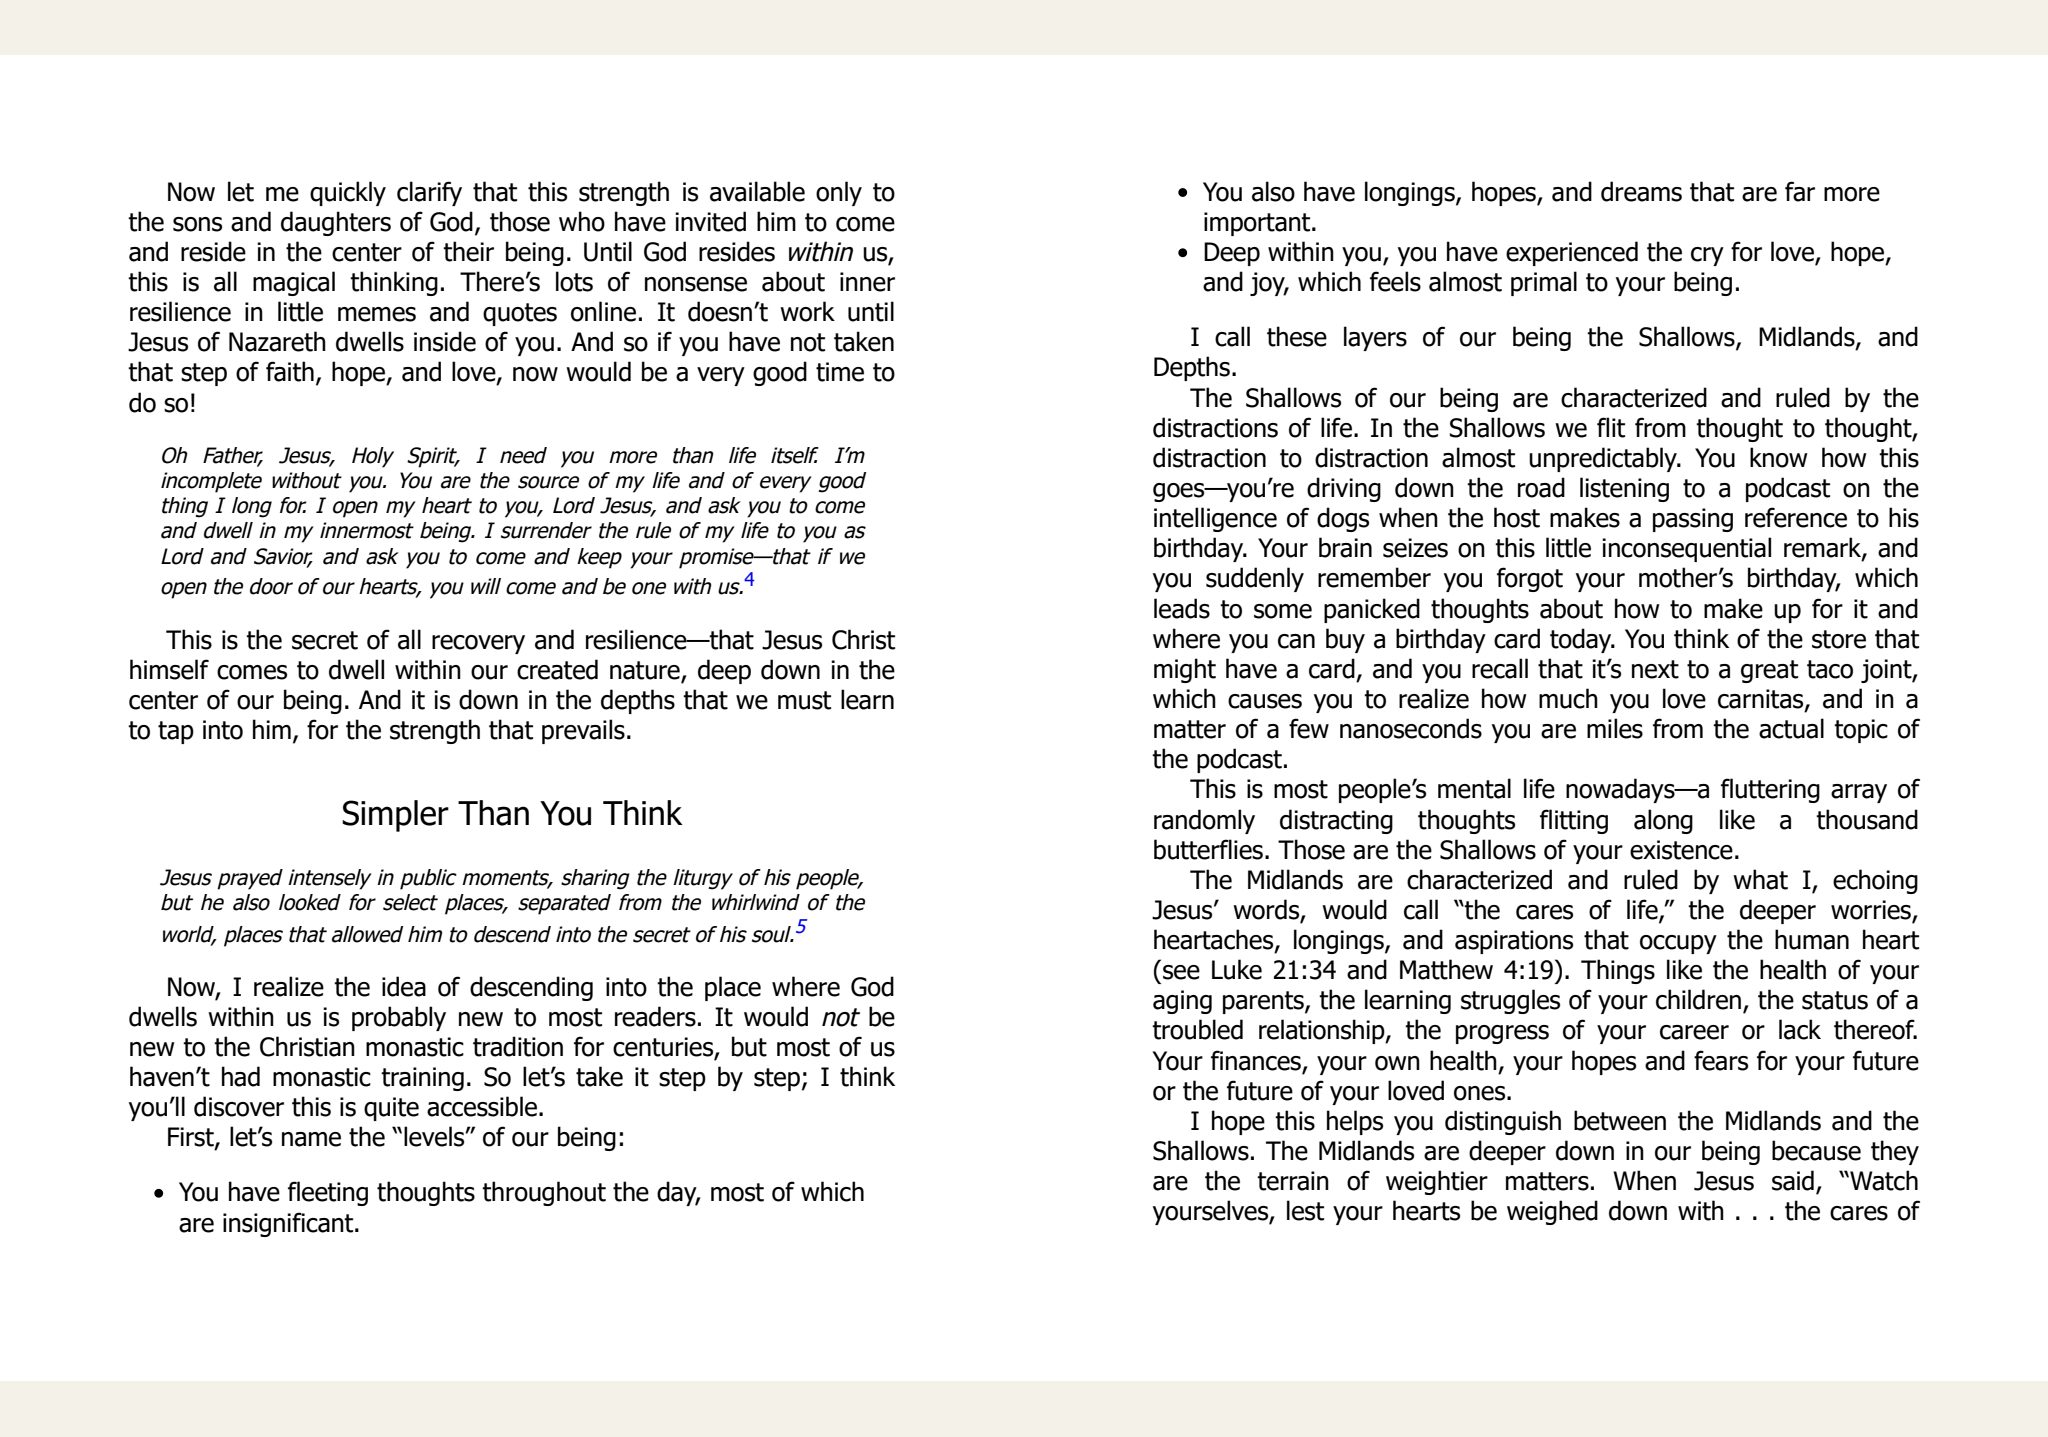 Now let me quickly clarify that this strength is available only to
the sons and daughters of God, those who have invited him to come
and reside in the center of their being. Until God resides within us,
this is all magical thinking. There’s lots of nonsense about inner
resilience in little memes and quotes online. It doesn’t work until
Jesus of Nazareth dwells inside of you. And so if you have not taken
that step of faith, hope, and love, now would be a very good time to
do so!
Oh Father, Jesus, Holy Spirit, I need you more than life itself. I’m
incomplete without you. You are the source of my life and of every good
thing I long for. I open my heart to you, Lord Jesus, and ask you to come
and dwell in my innermost being. I surrender the rule of my life to you as
Lord and Savior, and ask you to come and keep your promise—that if we
open the door of our hearts, you will come and be one with us.4
This is the secret of all recovery and resilience—that Jesus Christ
himself comes to dwell within our created nature, deep down in the
center of our being. And it is down in the depths that we must learn
to tap into him, for the strength that prevails.
Simpler Than You Think
Jesus prayed intensely in public moments, sharing the liturgy of his people,
but he also looked for select places, separated from the whirlwind of the
world, places that allowed him to descend into the secret of his soul.5
Now, I realize the idea of descending into the place where God
dwells within us is probably new to most readers. It would not be
new to the Christian monastic tradition for centuries, but most of us
haven’t had monastic training. So let’s take it step by step; I think
you’ll discover this is quite accessible.
First, let’s name the “levels” of our being:
• You have fleeting thoughts throughout the day, most of which
are insignificant.
• You also have longings, hopes, and dreams that are far more
important.
• Deep within you, you have experienced the cry for love, hope,
and joy, which feels almost primal to your being.
I call these layers of our being the Shallows, Midlands, and
Depths.
The Shallows of our being are characterized and ruled by the
distractions of life. In the Shallows we flit from thought to thought,
distraction to distraction almost unpredictably. You know how this
goes—you’re driving down the road listening to a podcast on the
intelligence of dogs when the host makes a passing reference to his
birthday. Your brain seizes on this little inconsequential remark, and
you suddenly remember you forgot your mother’s birthday, which
leads to some panicked thoughts about how to make up for it and
where you can buy a birthday card today. You think of the store that
might have a card, and you recall that it’s next to a great taco joint,
which causes you to realize how much you love carnitas, and in a
matter of a few nanoseconds you are miles from the actual topic of
the podcast.
This is most people’s mental life nowadays—a fluttering array of
randomly distracting thoughts flitting along like a thousand
butterflies. Those are the Shallows of your existence.
The Midlands are characterized and ruled by what I, echoing
Jesus’ words, would call “the cares of life,” the deeper worries,
heartaches, longings, and aspirations that occupy the human heart
(see Luke 21:34 and Matthew 4:19). Things like the health of your
aging parents, the learning struggles of your children, the status of a
troubled relationship, the progress of your career or lack thereof.
Your finances, your own health, your hopes and fears for your future
or the future of your loved ones.
I hope this helps you distinguish between the Midlands and the
Shallows. The Midlands are deeper down in our being because they
are the terrain of weightier matters. When Jesus said, “Watch
yourselves, lest your hearts be weighed down with . . . the cares of